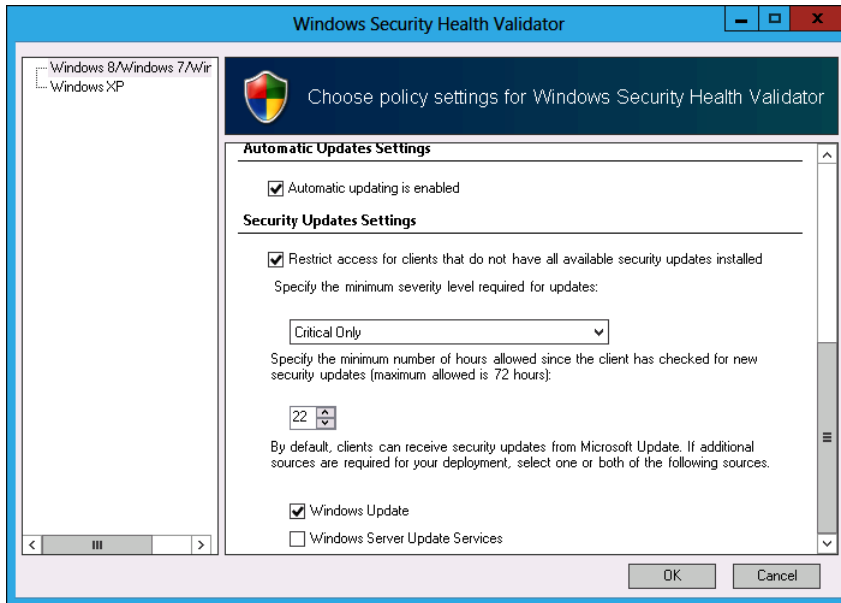 Windows Security Health Validator
Windows 8/Windows 7/Wir
Windows XP
Choose policy settings for Windows Security Health Validator
Automatic Updates Settings
Automatic updating is enabled
Security Updates Settings
Restrict access for clients that do not have all available security updates installed
Specify the minimum severity level required for updates:
Critical Only
Specify the minimum number of hours allowed since the client has checked for new
security updates (maximum allowed is 72 hours):
22
By default, clients can receive security updates from Microsoft Update. If additional
sources are required for your deployment, select one or both of the following sources.
Windows Update
Windows Server Update Services
OK
Cancel